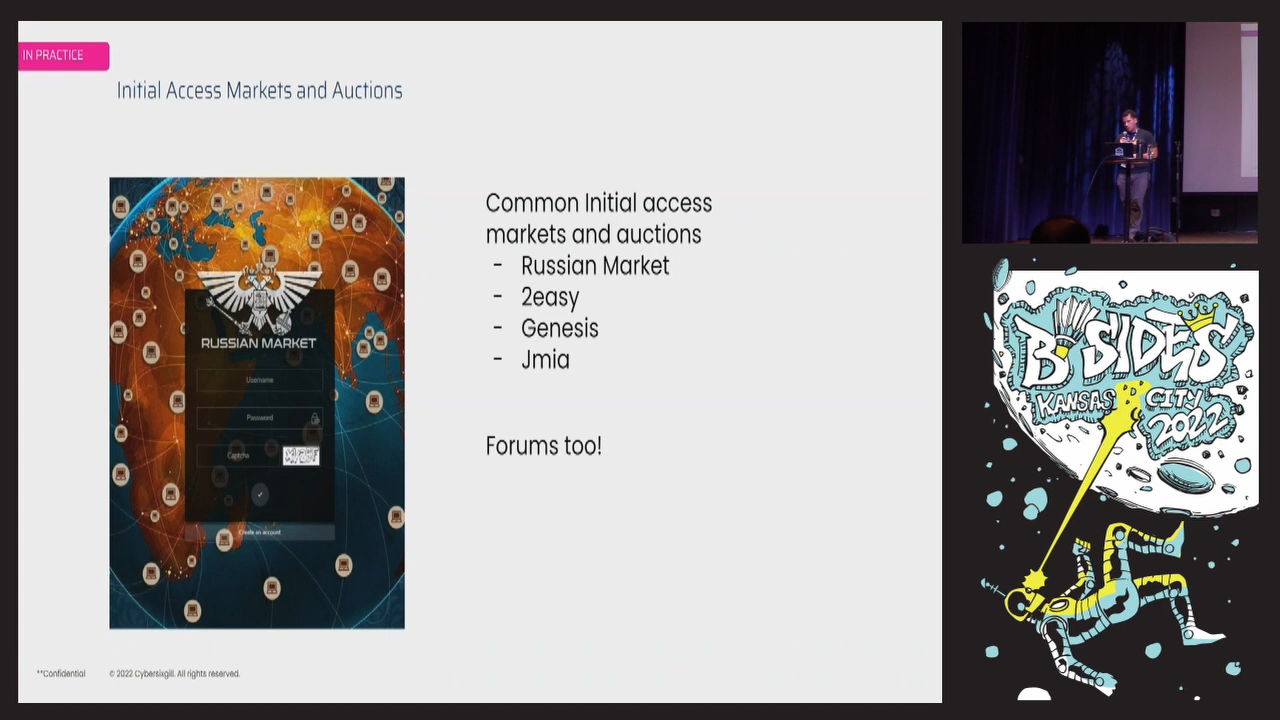 IN PRACTICE
Initial Access Markets and Auctions
RUSSIAN MARKET
Username
Password
Captcha
Create an account
Common Initial access
markets and auctions
- Russian Market
- 2easy
- Genesis
- Jmia
Forums too!
**Confidential © 2022 Cybersixgill. All rights reserved.
BSIDES
KANSAS CITY
2022